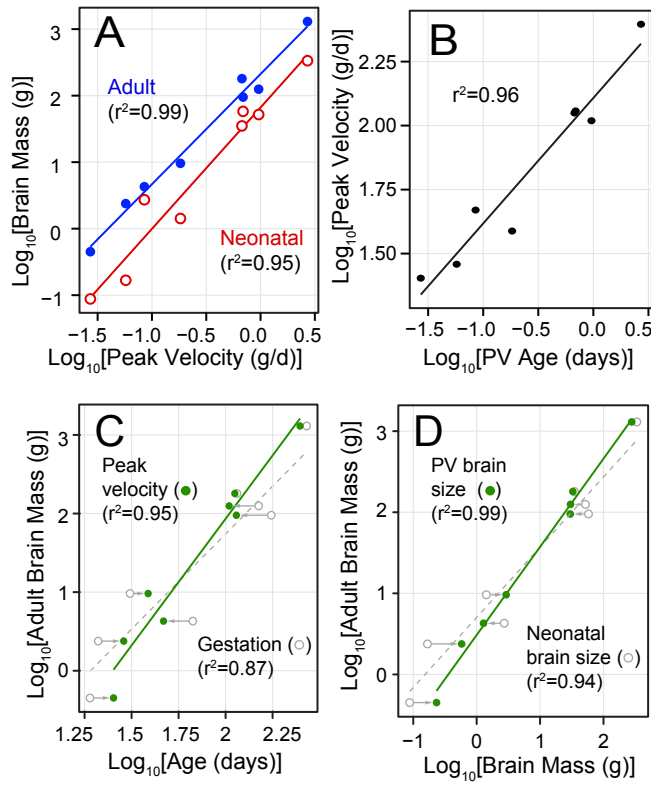 A
Adult
(r²=0.99)
Neonatal
(r²=0.95)
Log₁₀[Brain Mass (g)]
3
2
1
0
−1
−1.5
−1.0
−0.5
0.0
0.5
Log₁₀[Peak Velocity (g/d)]
B
r²=0.96
Log₁₀[Peak Velocity (g/d)]
2.25
2.00
1.75
1.50
−1.5
−1.0
−0.5
0.0
0.5
Log₁₀[PV Age (days)]
C
Peak
velocity (●)
(r²=0.95)
Gestation (○)
(r²=0.87)
Log₁₀[Adult Brain Mass (g)]
3
2
1
0
1.25
1.5
1.75
2
2.25
Log₁₀[Age (days)]
D
PV brain
size (●)
(r²=0.99)
Neonatal
brain size (○)
(r²=0.94)
Log₁₀[Adult Brain Mass (g)]
3
2
1
0
−1
0
1
2
Log₁₀[Brain Mass (g)]